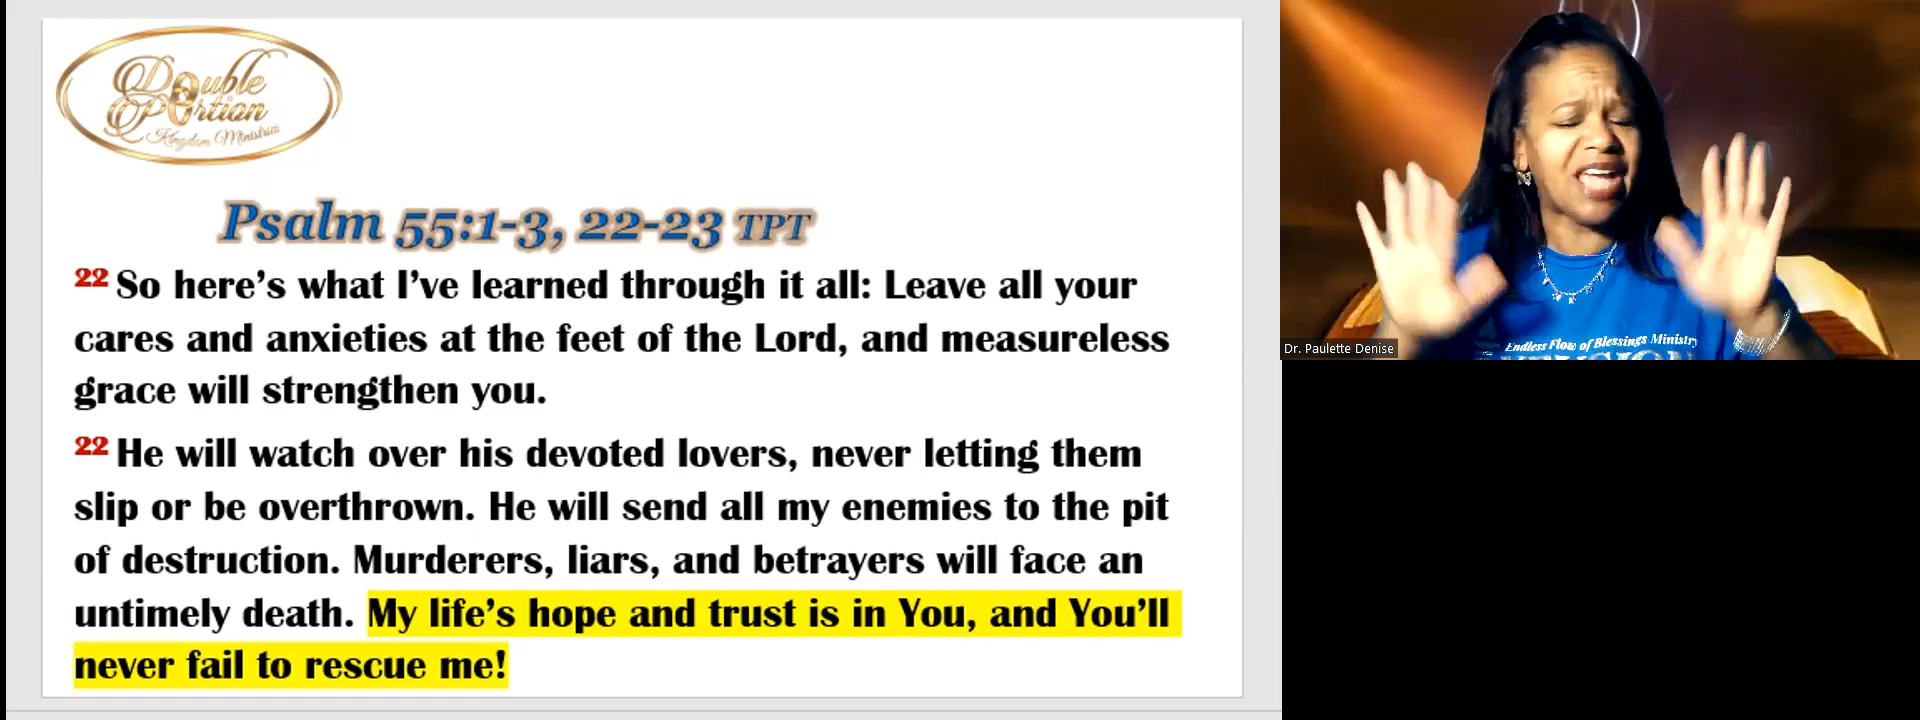 Double
Portion
Kingdom Ministries
Psalm 55:1-3, 22-23 TPT
22 So here's what I've learned through it all: Leave all your
cares and anxieties at the feet of the Lord, and measureless
grace will strengthen you.
22 He will watch over his devoted lovers, never letting them
slip or be overthrown. He will send all my enemies to the pit
of destruction. Murderers, liars, and betrayers will face an
untimely death. My life's hope and trust is in You, and You'll
never fail to rescue me!
Endless Flow of Blessings Ministry
Dr. Paulette Denise